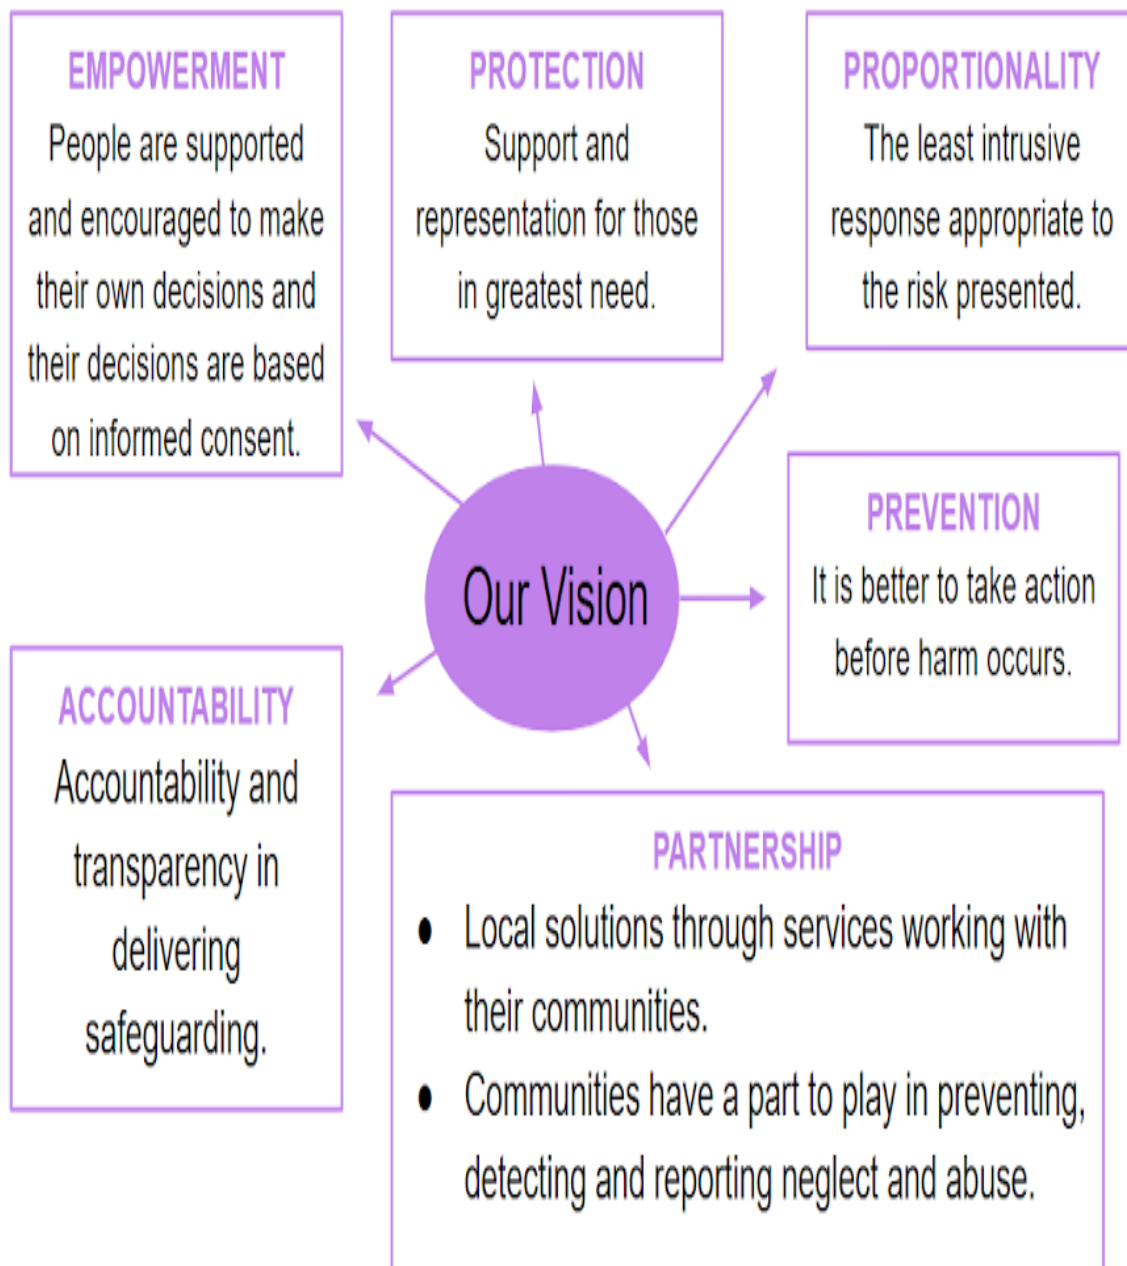 EMPOWERMENT
People are supported
and encouraged to make
their own decisions and
their decisions are based
on informed consent.
PROTECTION
Support and
representation for those
in greatest need.
PROPORTIONALITY
The least intrusive
response appropriate to
the risk presented.
Our Vision
PREVENTION
It is better to take action
before harm occurs.
ACCOUNTABILITY
Accountability and
transparency in
delivering
safeguarding.
PARTNERSHIP
● Local solutions through services working with
their communities.
● Communities have a part to play in preventing,
detecting and reporting neglect and abuse.